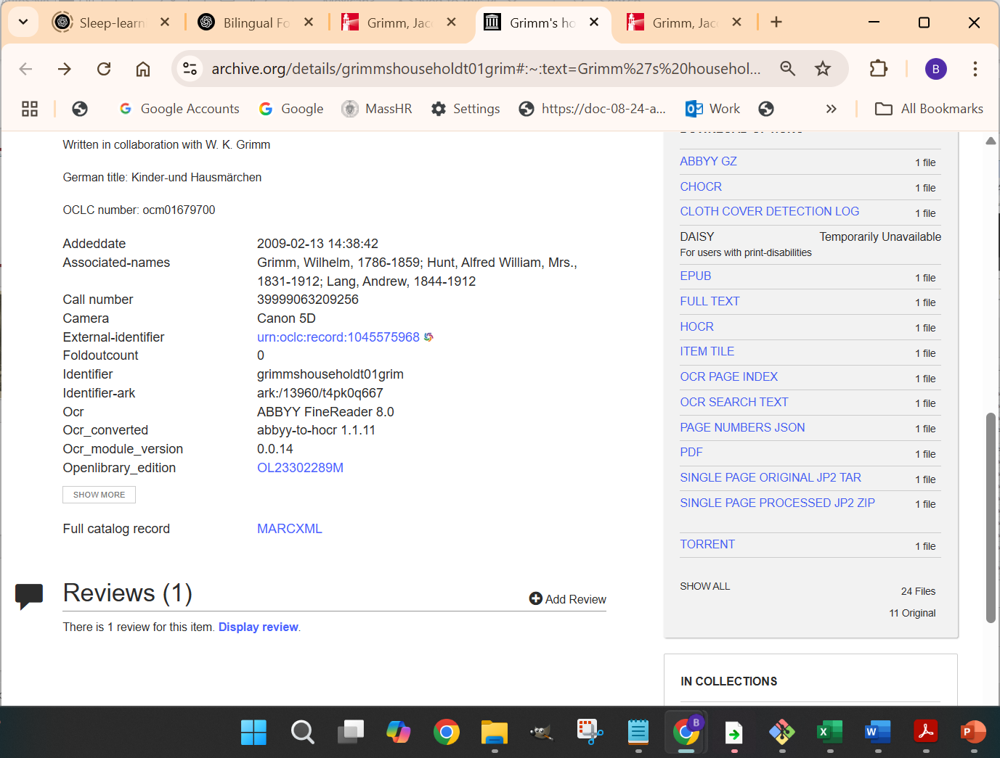 Sleep-learn
Bilingual Fo
Grimm, Jac
Grimm's ho
Grimm, Jac
archive.org/details/grimmshouseholdt01grim#:~:text=Grimm%27s%20househol...
B
Google Accounts
Google
MassHR
Settings
https://doc-08-24-a...
Work
»
All Bookmarks
Written in collaboration with W. K. Grimm
German title: Kinder-und Hausmärchen
OCLC number: ocm01679700
Addeddate 2009-02-13 14:38:42
Associated-names Grimm, Wilhelm, 1786-1859; Hunt, Alfred William, Mrs.,
1831-1912; Lang, Andrew, 1844-1912
Call number 39999063209256
Camera Canon 5D
External-identifier urn:oclc:record:1045575968
Foldoutcount 0
Identifier grimmshouseholdt01grim
Identifier-ark ark:/13960/t4pk0q667
Ocr ABBYY FineReader 8.0
Ocr_converted abbyy-to-hocr 1.1.11
Ocr_module_version 0.0.14
Openlibrary_edition OL23302289M
SHOW MORE
Full catalog record MARCXML
Reviews (1)
Add Review
There is 1 review for this item. Display review.
ABBYY GZ 1 file
CHOCR 1 file
CLOTH COVER DETECTION LOG 1 file
DAISY Temporarily Unavailable
For users with print-disabilities
EPUB 1 file
FULL TEXT 1 file
HOCR 1 file
ITEM TILE 1 file
OCR PAGE INDEX 1 file
OCR SEARCH TEXT 1 file
PAGE NUMBERS JSON 1 file
PDF 1 file
SINGLE PAGE ORIGINAL JP2 TAR 1 file
SINGLE PAGE PROCESSED JP2 ZIP 1 file
TORRENT 1 file
SHOW ALL 24 Files
11 Original
IN COLLECTIONS